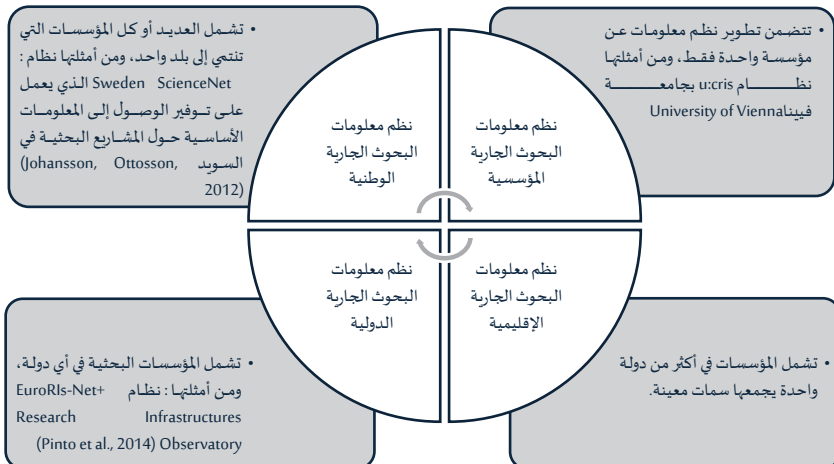 • تتضمن تطوير نظم معلومات عن
مؤسسة واحدة فقط، ومن أمثلتها
نظام u:cris بجامعة
فيينا University of Vienna
نظم معلومات
البحوث الجارية
المؤسسية
• تشمل العديد أو كل المؤسسات التي
تنتمي إلى بلد واحد، ومن أمثلتها نظام :
Sweden ScienceNet الذي يعمل
على توفير الوصول إلى المعلومات
الأساسية حول المشاريع البحثية في
السويد (Johansson, Ottosson,
2012)
نظم معلومات
البحوث الجارية
الوطنية
• تشمل المؤسسات في أكثر من دولة
واحدة يجمعها سمات معينة.
نظم معلومات
البحوث الجارية
الإقليمية
• تشمل المؤسسات البحثية في أي دولة،
ومن أمثلتها : نظام EuroRIs-Net+
Research Infrastructures
Observatory (Pinto et al., 2014)
نظم معلومات
البحوث الجارية
الدولية